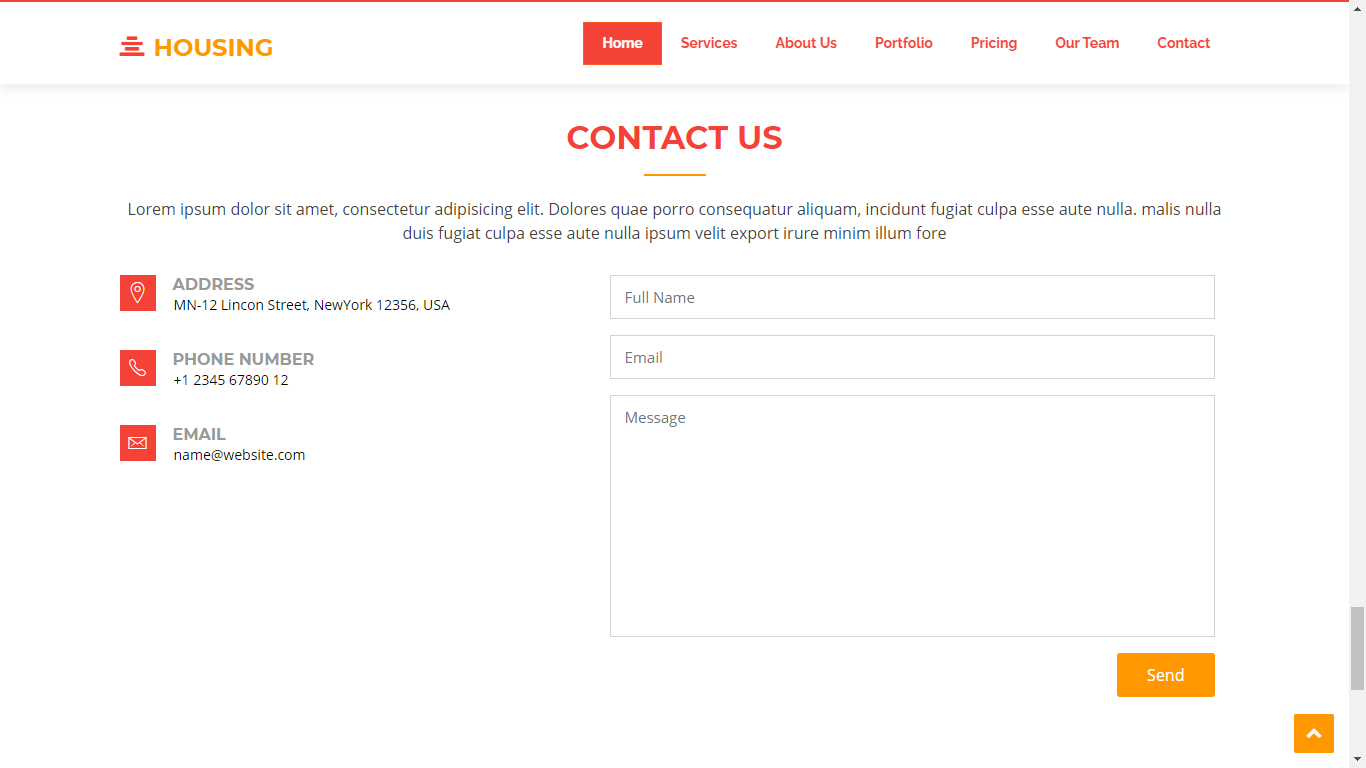 HOUSING
Home
Services
About Us
Portfolio
Pricing
Our Team
Contact
CONTACT US
Lorem ipsum dolor sit amet, consectetur adipisicing elit. Dolores quae porro consequatur aliquam, incidunt fugiat culpa esse aute nulla. malis nulla
duis fugiat culpa esse aute nulla ipsum velit export irure minim illum fore
ADDRESS
MN-12 Lincon Street, NewYork 12356, USA
PHONE NUMBER
+1 2345 67890 12
EMAIL
name@website.com
Full Name
Email
Message
Send